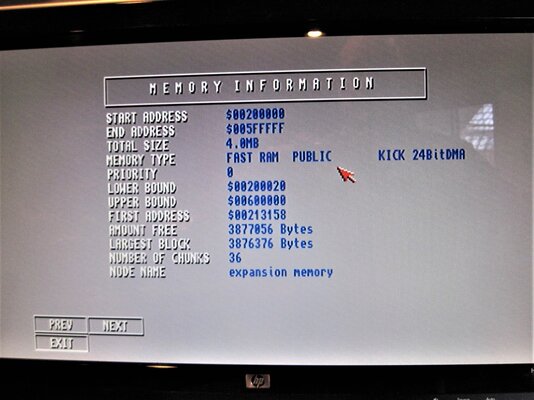 MEMORY INFORMATION
START ADDRESS $00200000
END ADDRESS $005FFFFF
TOTAL SIZE 4.0MB
MEMORY TYPE FAST RAM PUBLIC KICK 24BitDMA
PRIORITY 0
LOWER BOUND $00200020
UPPER BOUND $00600000
FIRST ADDRESS $00213158
AMOUNT FREE 3877056 Bytes
LARGEST BLOCK 3876376 Bytes
NUMBER OF CHUNKS 36
NODE NAME expansion memory
PREV NEXT
EXIT
hp